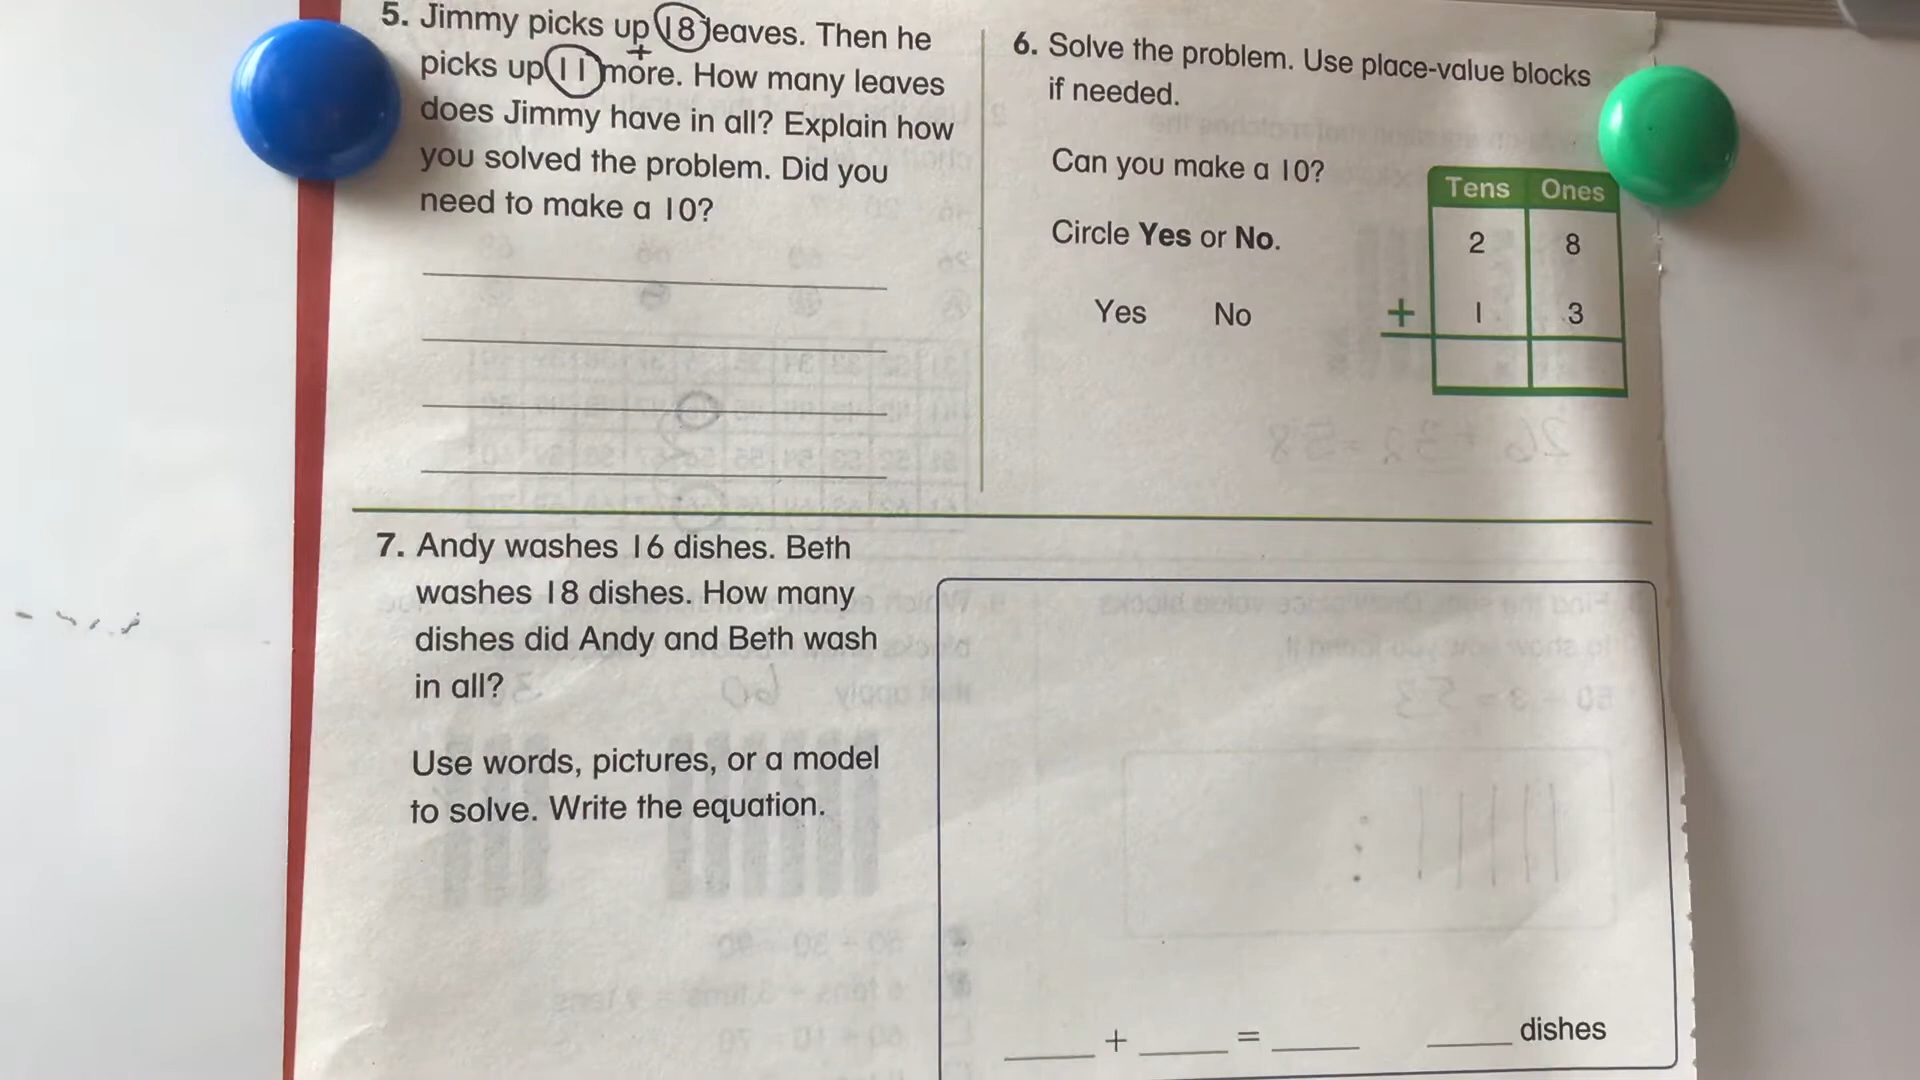 5. Jimmy picks up 18 leaves. Then he
+
picks up 11 more. How many leaves
does Jimmy have in all? Explain how
you solved the problem. Did you
need to make a 10?
6. Solve the problem. Use place-value blocks
if needed.
Can you make a 10?
Circle Yes or No.
Yes No
Tens Ones
2 8
+ 1 3
7. Andy washes 16 dishes. Beth
washes 18 dishes. How many
dishes did Andy and Beth wash
in all?
Use words, pictures, or a model
to solve. Write the equation.
____ + ____ = ____ ____ dishes